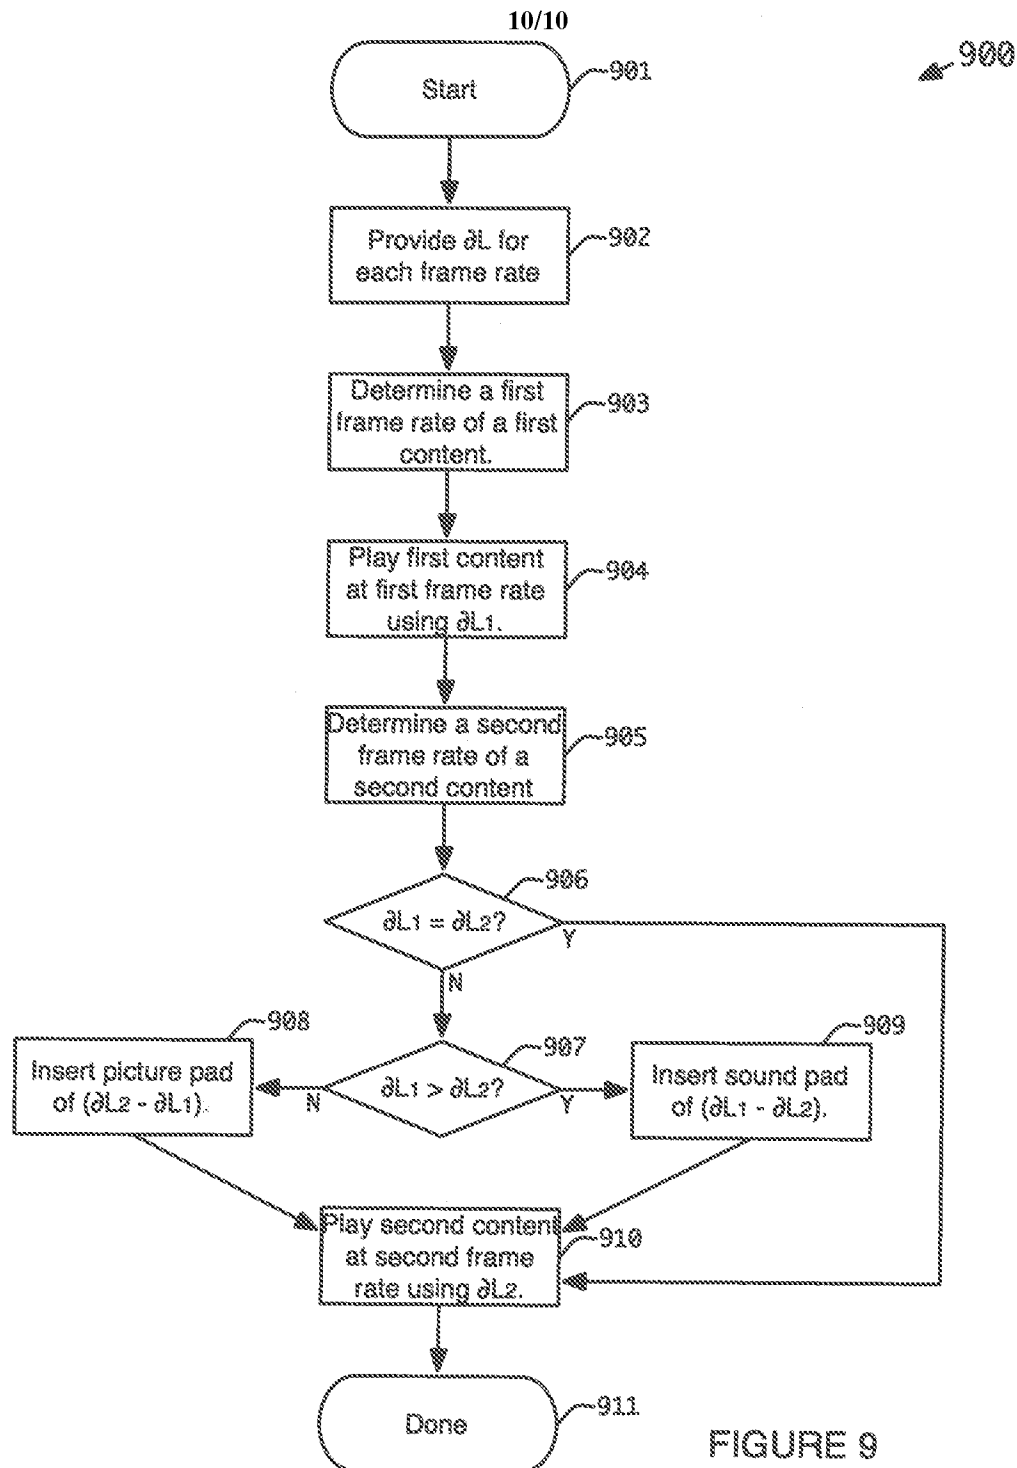 10/10
900
Start
901
Provide ∂L for
each frame rate
902
Determine a first
frame rate of a first
content.
903
Play first content
at first frame rate
using ∂L1.
904
Determine a second
frame rate of a
second content
905
∂L1 = ∂L2?
906
Y
N
∂L1 > ∂L2?
907
N
Y
Insert picture pad
of (∂L2 - ∂L1).
908
Insert sound pad
of (∂L1 - ∂L2).
909
Play second content
at second frame
rate using ∂L2.
910
Done
911
FIGURE 9